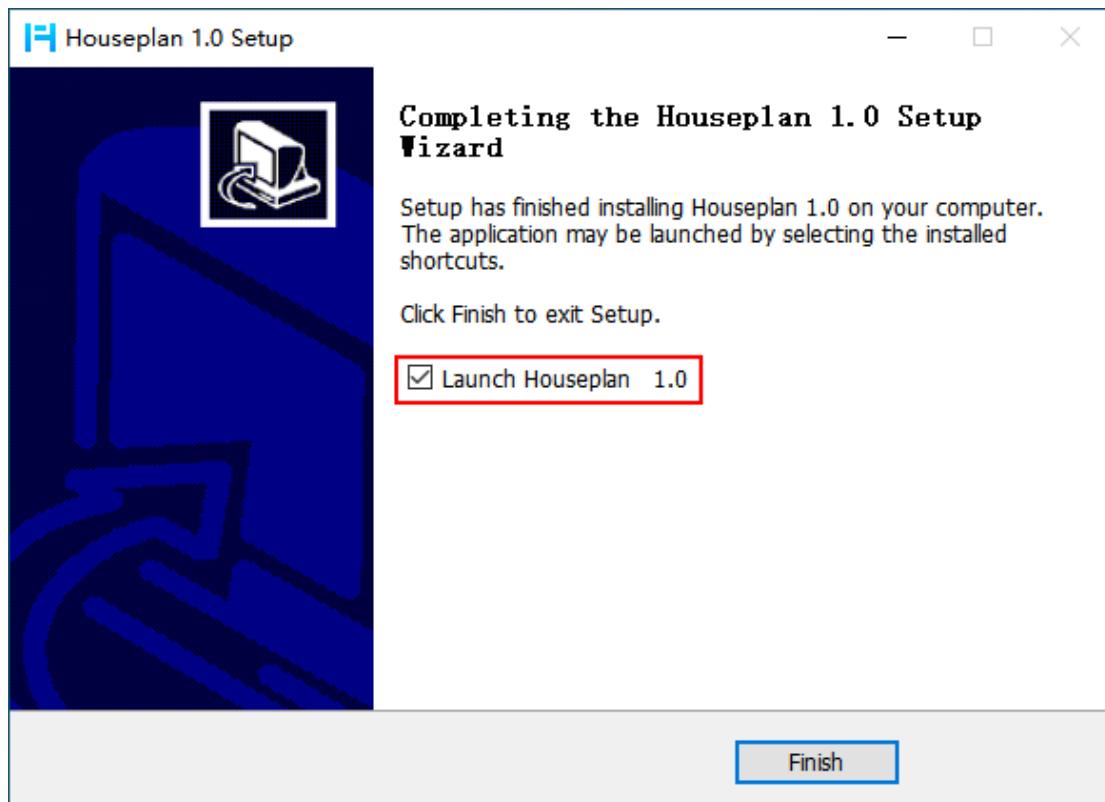 Houseplan 1.0 Setup
Completing the Houseplan 1.0 Setup
Wizard
Setup has finished installing Houseplan 1.0 on your computer.
The application may be launched by selecting the installed
shortcuts.
Click Finish to exit Setup.
Launch Houseplan 1.0
Finish